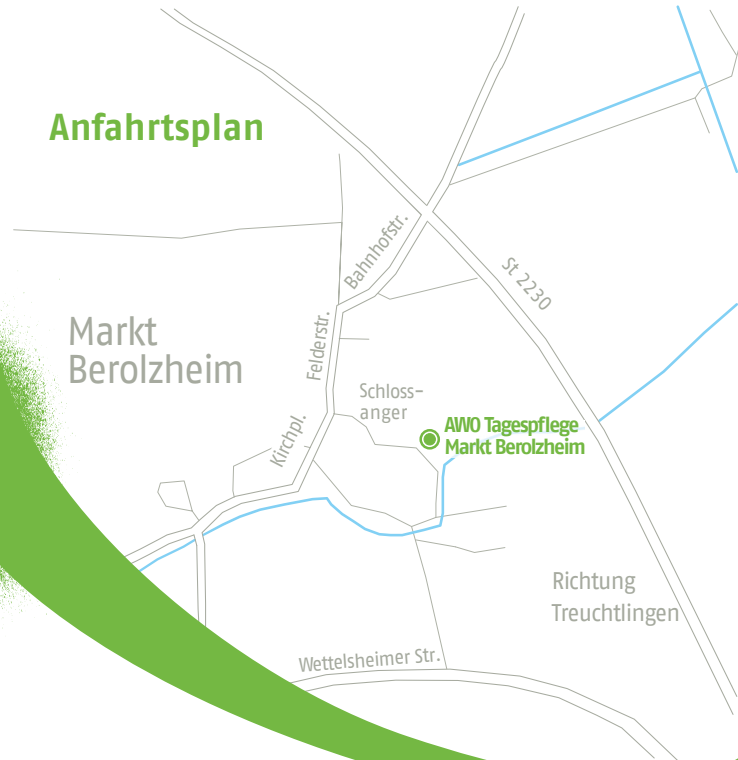 Anfahrtsplan
Bahnhofstr.
St 2230
Markt
Berolzheim
Felderstr.
Schloss-
anger
Kirchpl.
AWO Tagespflege
Markt Berolzheim
Richtung
Treuchtlingen
Wettelsheimer Str.